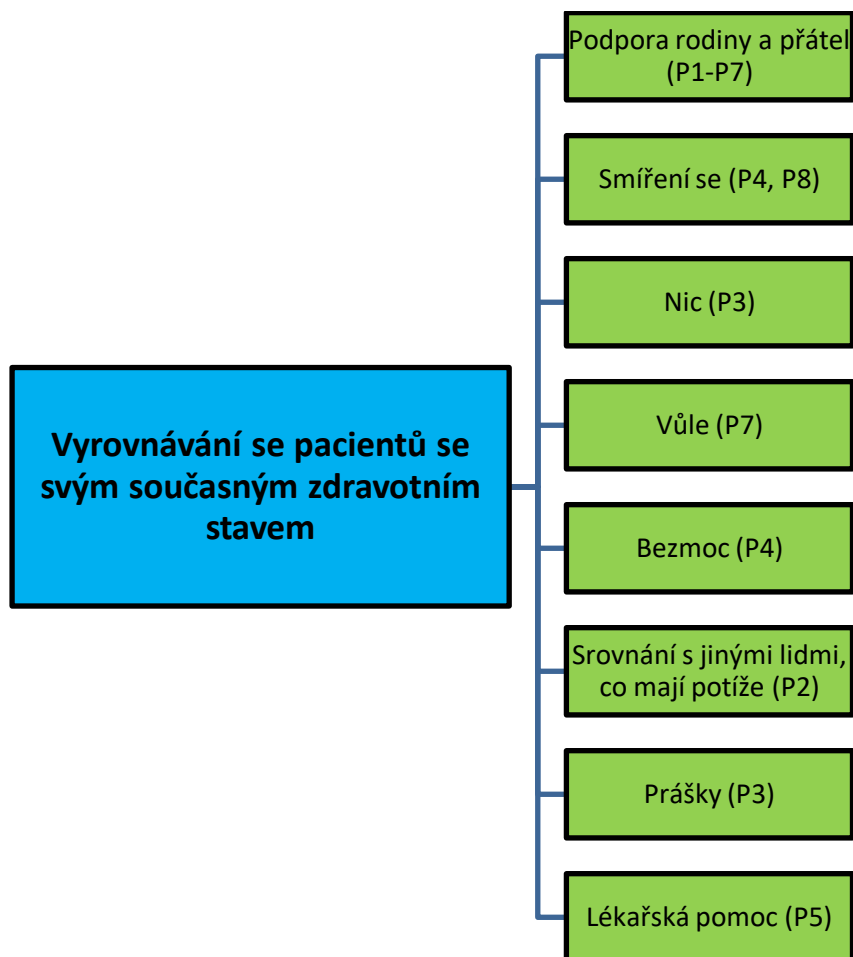 Podpora rodiny a přátel
(P1-P7)
Smíření se (P4, P8)
Nic (P3)
Vůle (P7)
Vyrovnávání se pacientů se
svým současným zdravotním
stavem
Bezmoc (P4)
Srovnání s jinými lidmi,
co mají potíže (P2)
Prášky (P3)
Lékařská pomoc (P5)